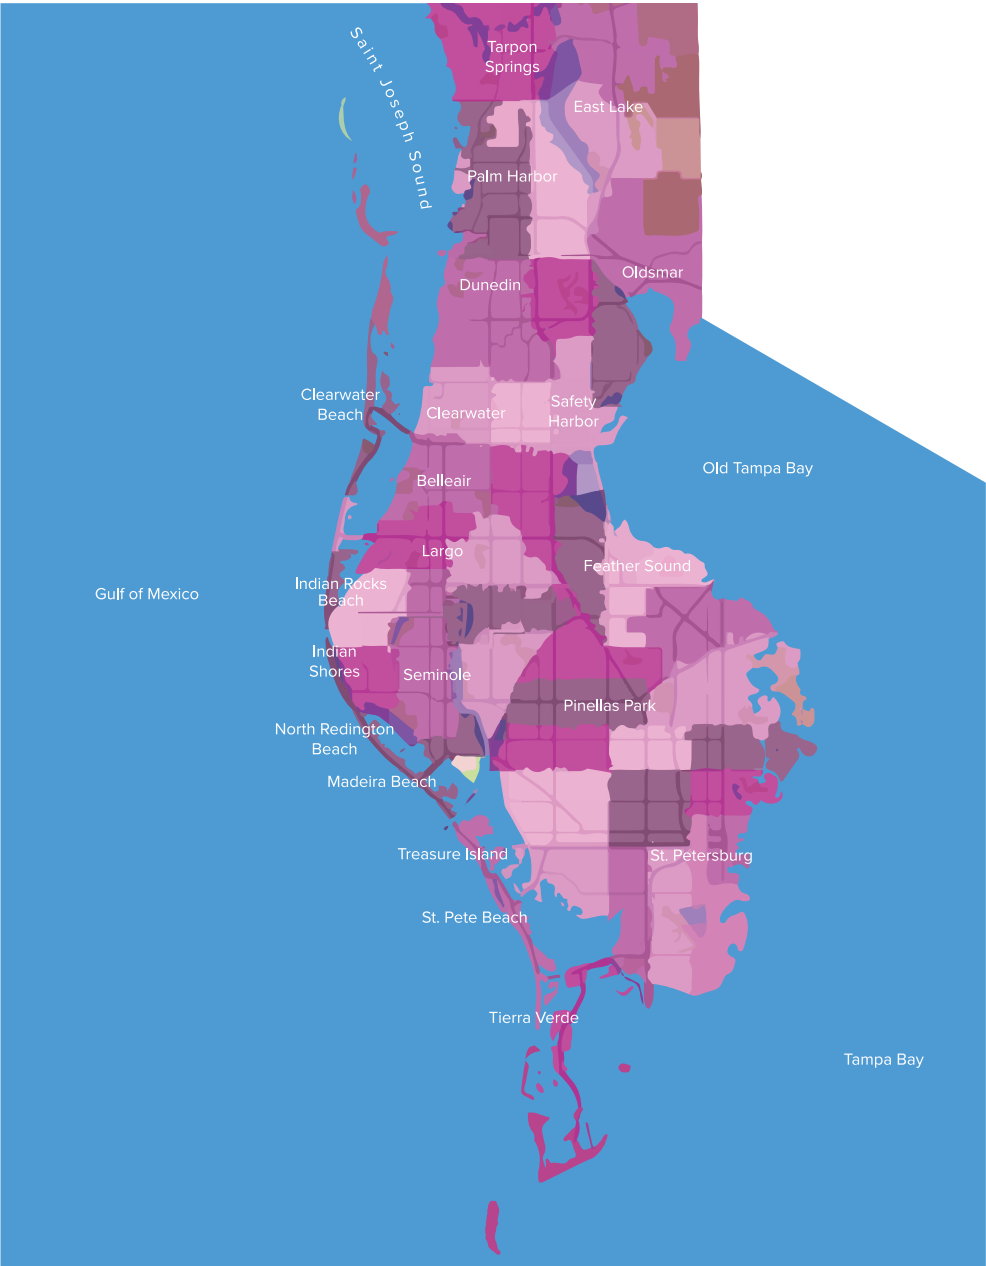 Tarpon
Springs
Saint Joseph Sound
East Lake
Palm Harbor
Oldsmar
Dunedin
Clearwater
Beach
Clearwater
Safety
Harbor
Old Tampa Bay
Belleair
Largo
Feather Sound
Gulf of Mexico
Indian Rocks
Beach
Indian
Shores
Seminole
Pinellas Park
North Redington
Beach
Madeira Beach
Treasure Island
St. Petersburg
St. Pete Beach
Tierra Verde
Tampa Bay